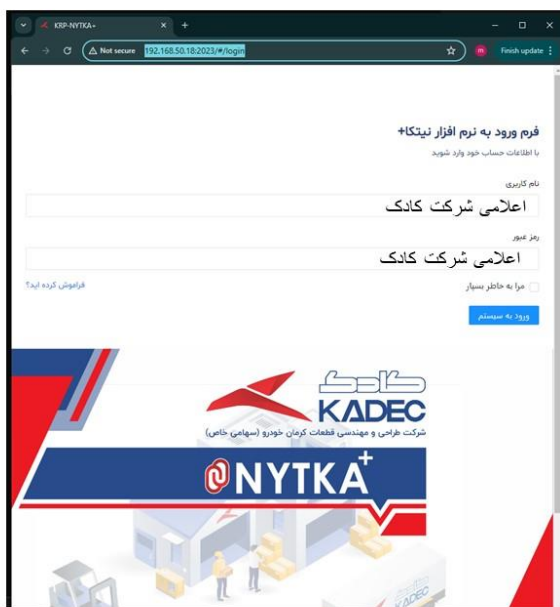 KRP-NYTKA+
Not secure 192.168.50.18:2023/#/login
m
Finish update
فرم ورود به نرم افزار نیتکا+
با اطلاعات حساب خود وارد شوید
نام کاربری
اعلامی شرکت کادک
رمز عبور
اعلامی شرکت کادک
مرا به خاطر بسپار
فراموش کرده اید؟
ورود به سیستم
کادک
KADEC
شرکت طراحی و مهندسی قطعات کرمان خودرو (سهامی خاص)
NYTKA+
KADEC